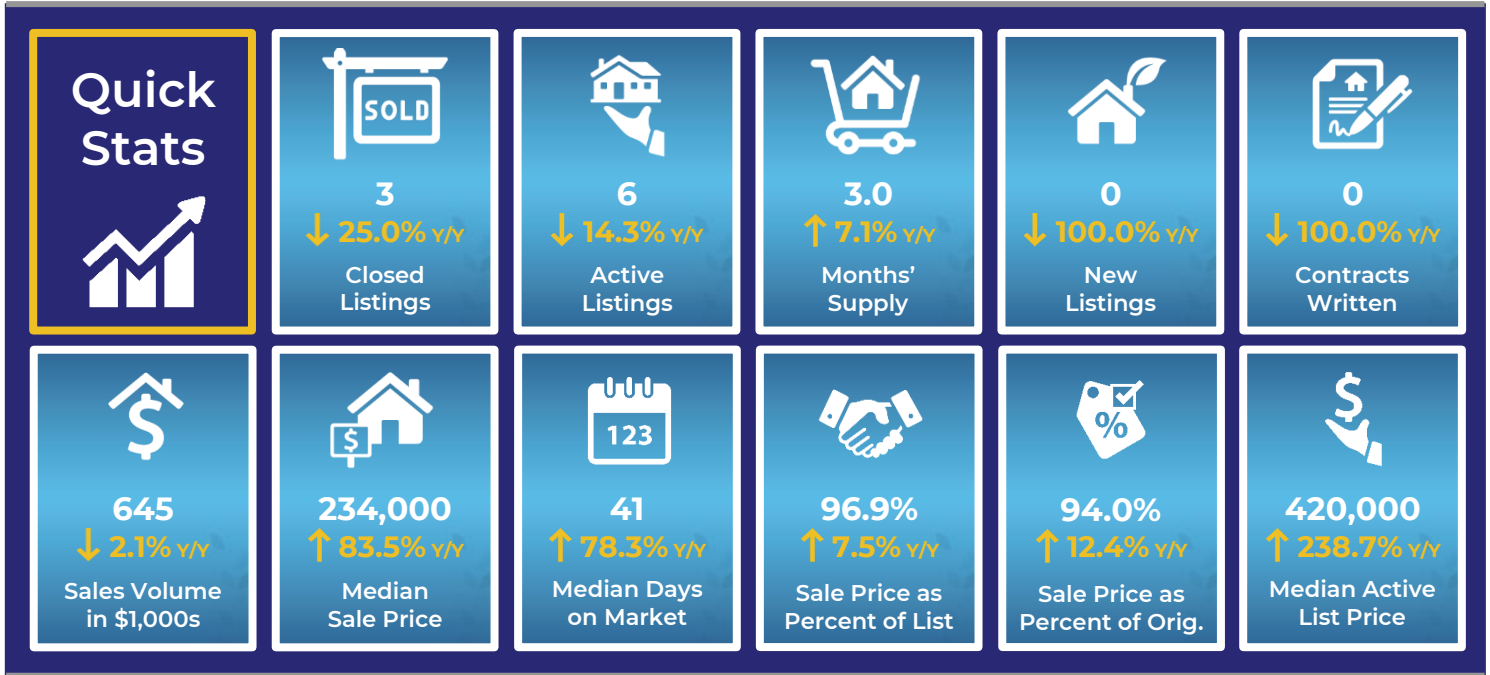 Quick
Stats
SOLD
3
↓ 25.0% Y/Y
Closed
Listings
6
↓ 14.3% Y/Y
Active
Listings
3.0
↑ 7.1% Y/Y
Months’
Supply
0
↓ 100.0% Y/Y
New
Listings
0
↓ 100.0% Y/Y
Contracts
Written
$
645
↓ 2.1% Y/Y
Sales Volume
in $1,000s
$
234,000
↑ 83.5% Y/Y
Median
Sale Price
123
41
↑ 78.3% Y/Y
Median Days
on Market
96.9%
↑ 7.5% Y/Y
Sale Price as
Percent of List
%
94.0%
↑ 12.4% Y/Y
Sale Price as
Percent of Orig.
$
420,000
↑ 238.7% Y/Y
Median Active
List Price